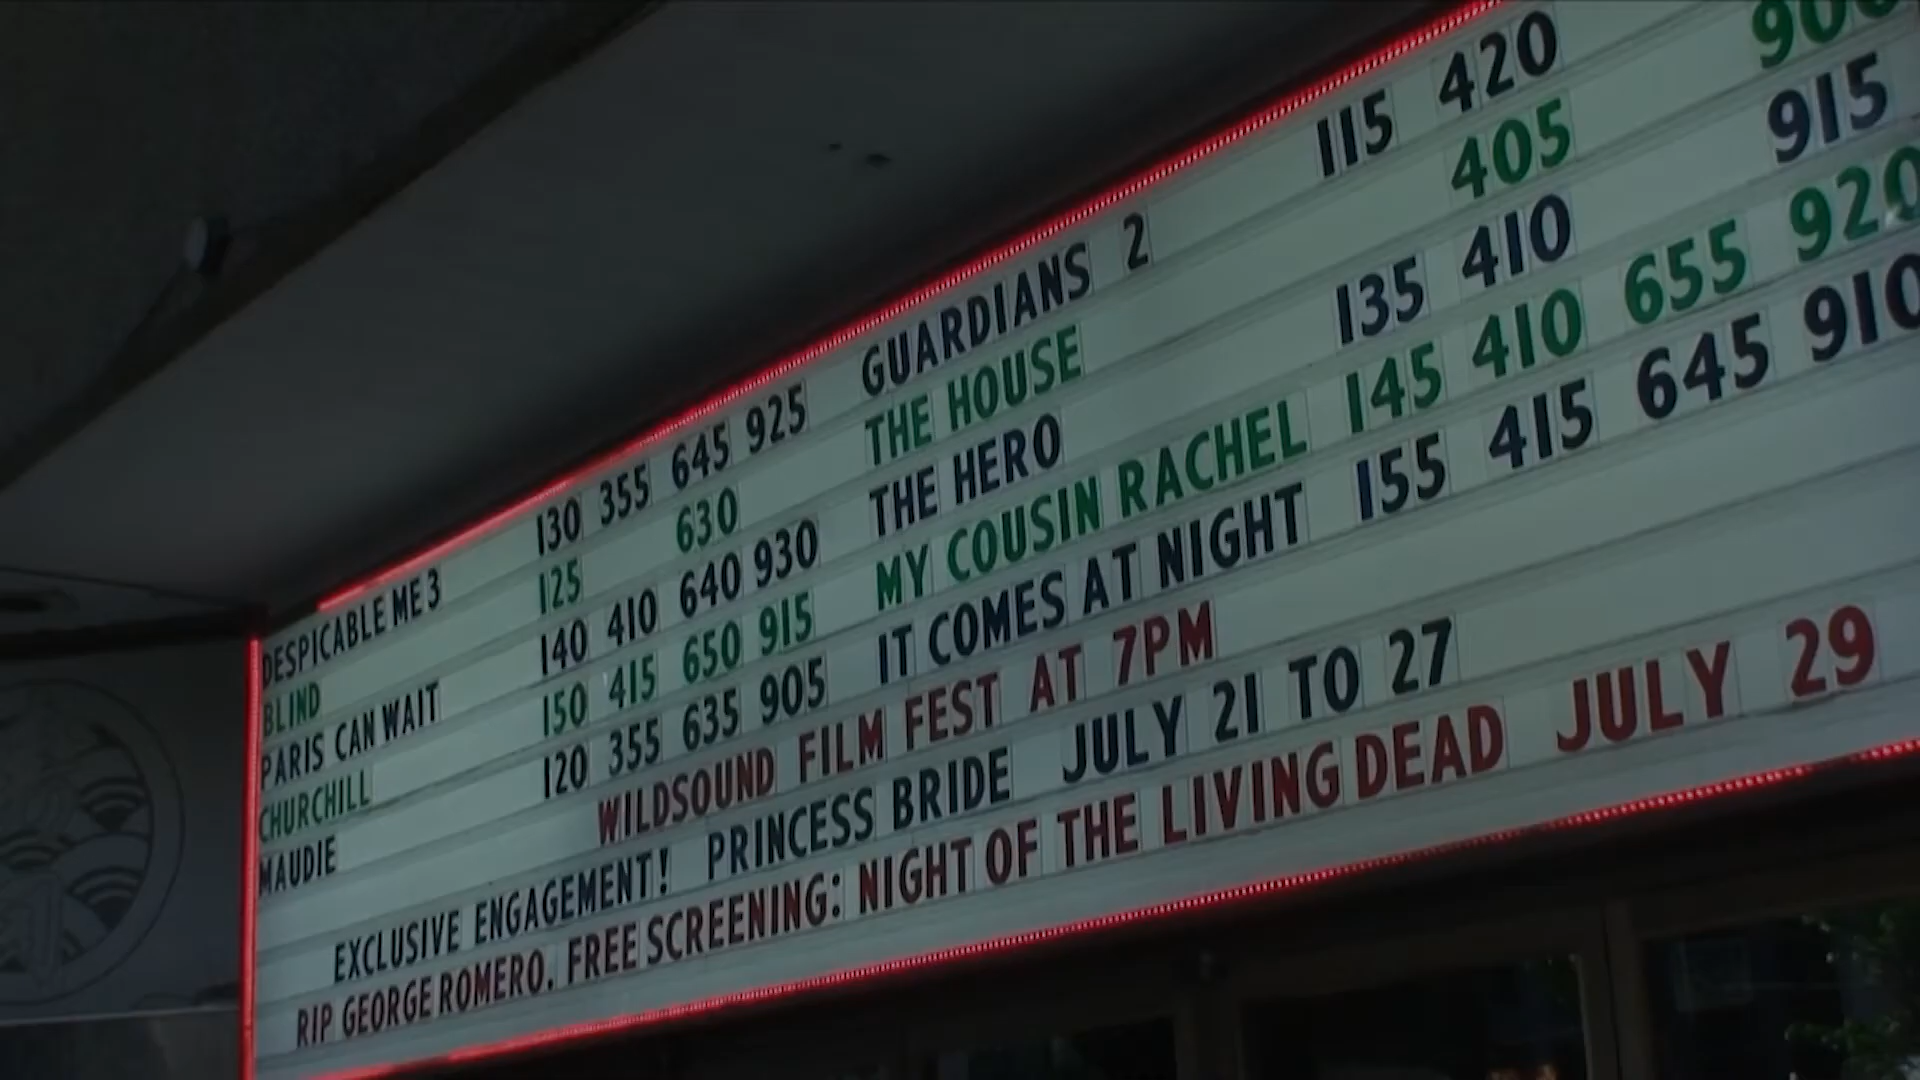 DESPICABLE ME 3 130 355 645 925 GUARDIANS 2 115 420
BLIND 125 630 THE HOUSE 405 900
PARIS CAN WAIT 140 410 640 930 THE HERO 135 410 915
CHURCHILL 150 415 650 915 MY COUSIN RACHEL 145 410 655 920
MAUDIE 120 355 635 905 IT COMES AT NIGHT 155 415 645 910
WILDSOUND FILM FEST AT 7PM
EXCLUSIVE ENGAGEMENT! PRINCESS BRIDE JULY 21 TO 27
RIP GEORGE ROMERO. FREE SCREENING: NIGHT OF THE LIVING DEAD JULY 29